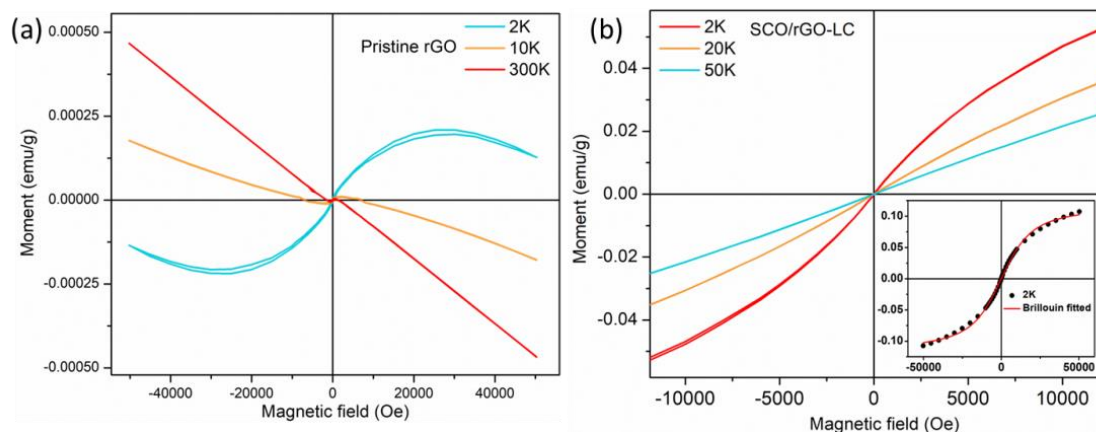 (a)
Pristine rGO
2K
10K
300K
Moment (emu/g)
0.00050
0.00025
0.00000
-0.00025
-0.00050
-40000 -20000 0 20000 40000
Magnetic field (Oe)
(b)
2K
20K
50K
SCO/rGO-LC
Moment (emu/g)
0.04
0.02
0.00
-0.02
-0.04
-10000 -5000 0 5000 10000
Magnetic field (Oe)
0.10
0.05
0.00
-0.05
-0.10
2K
Brillouin fitted
-50000 0 50000